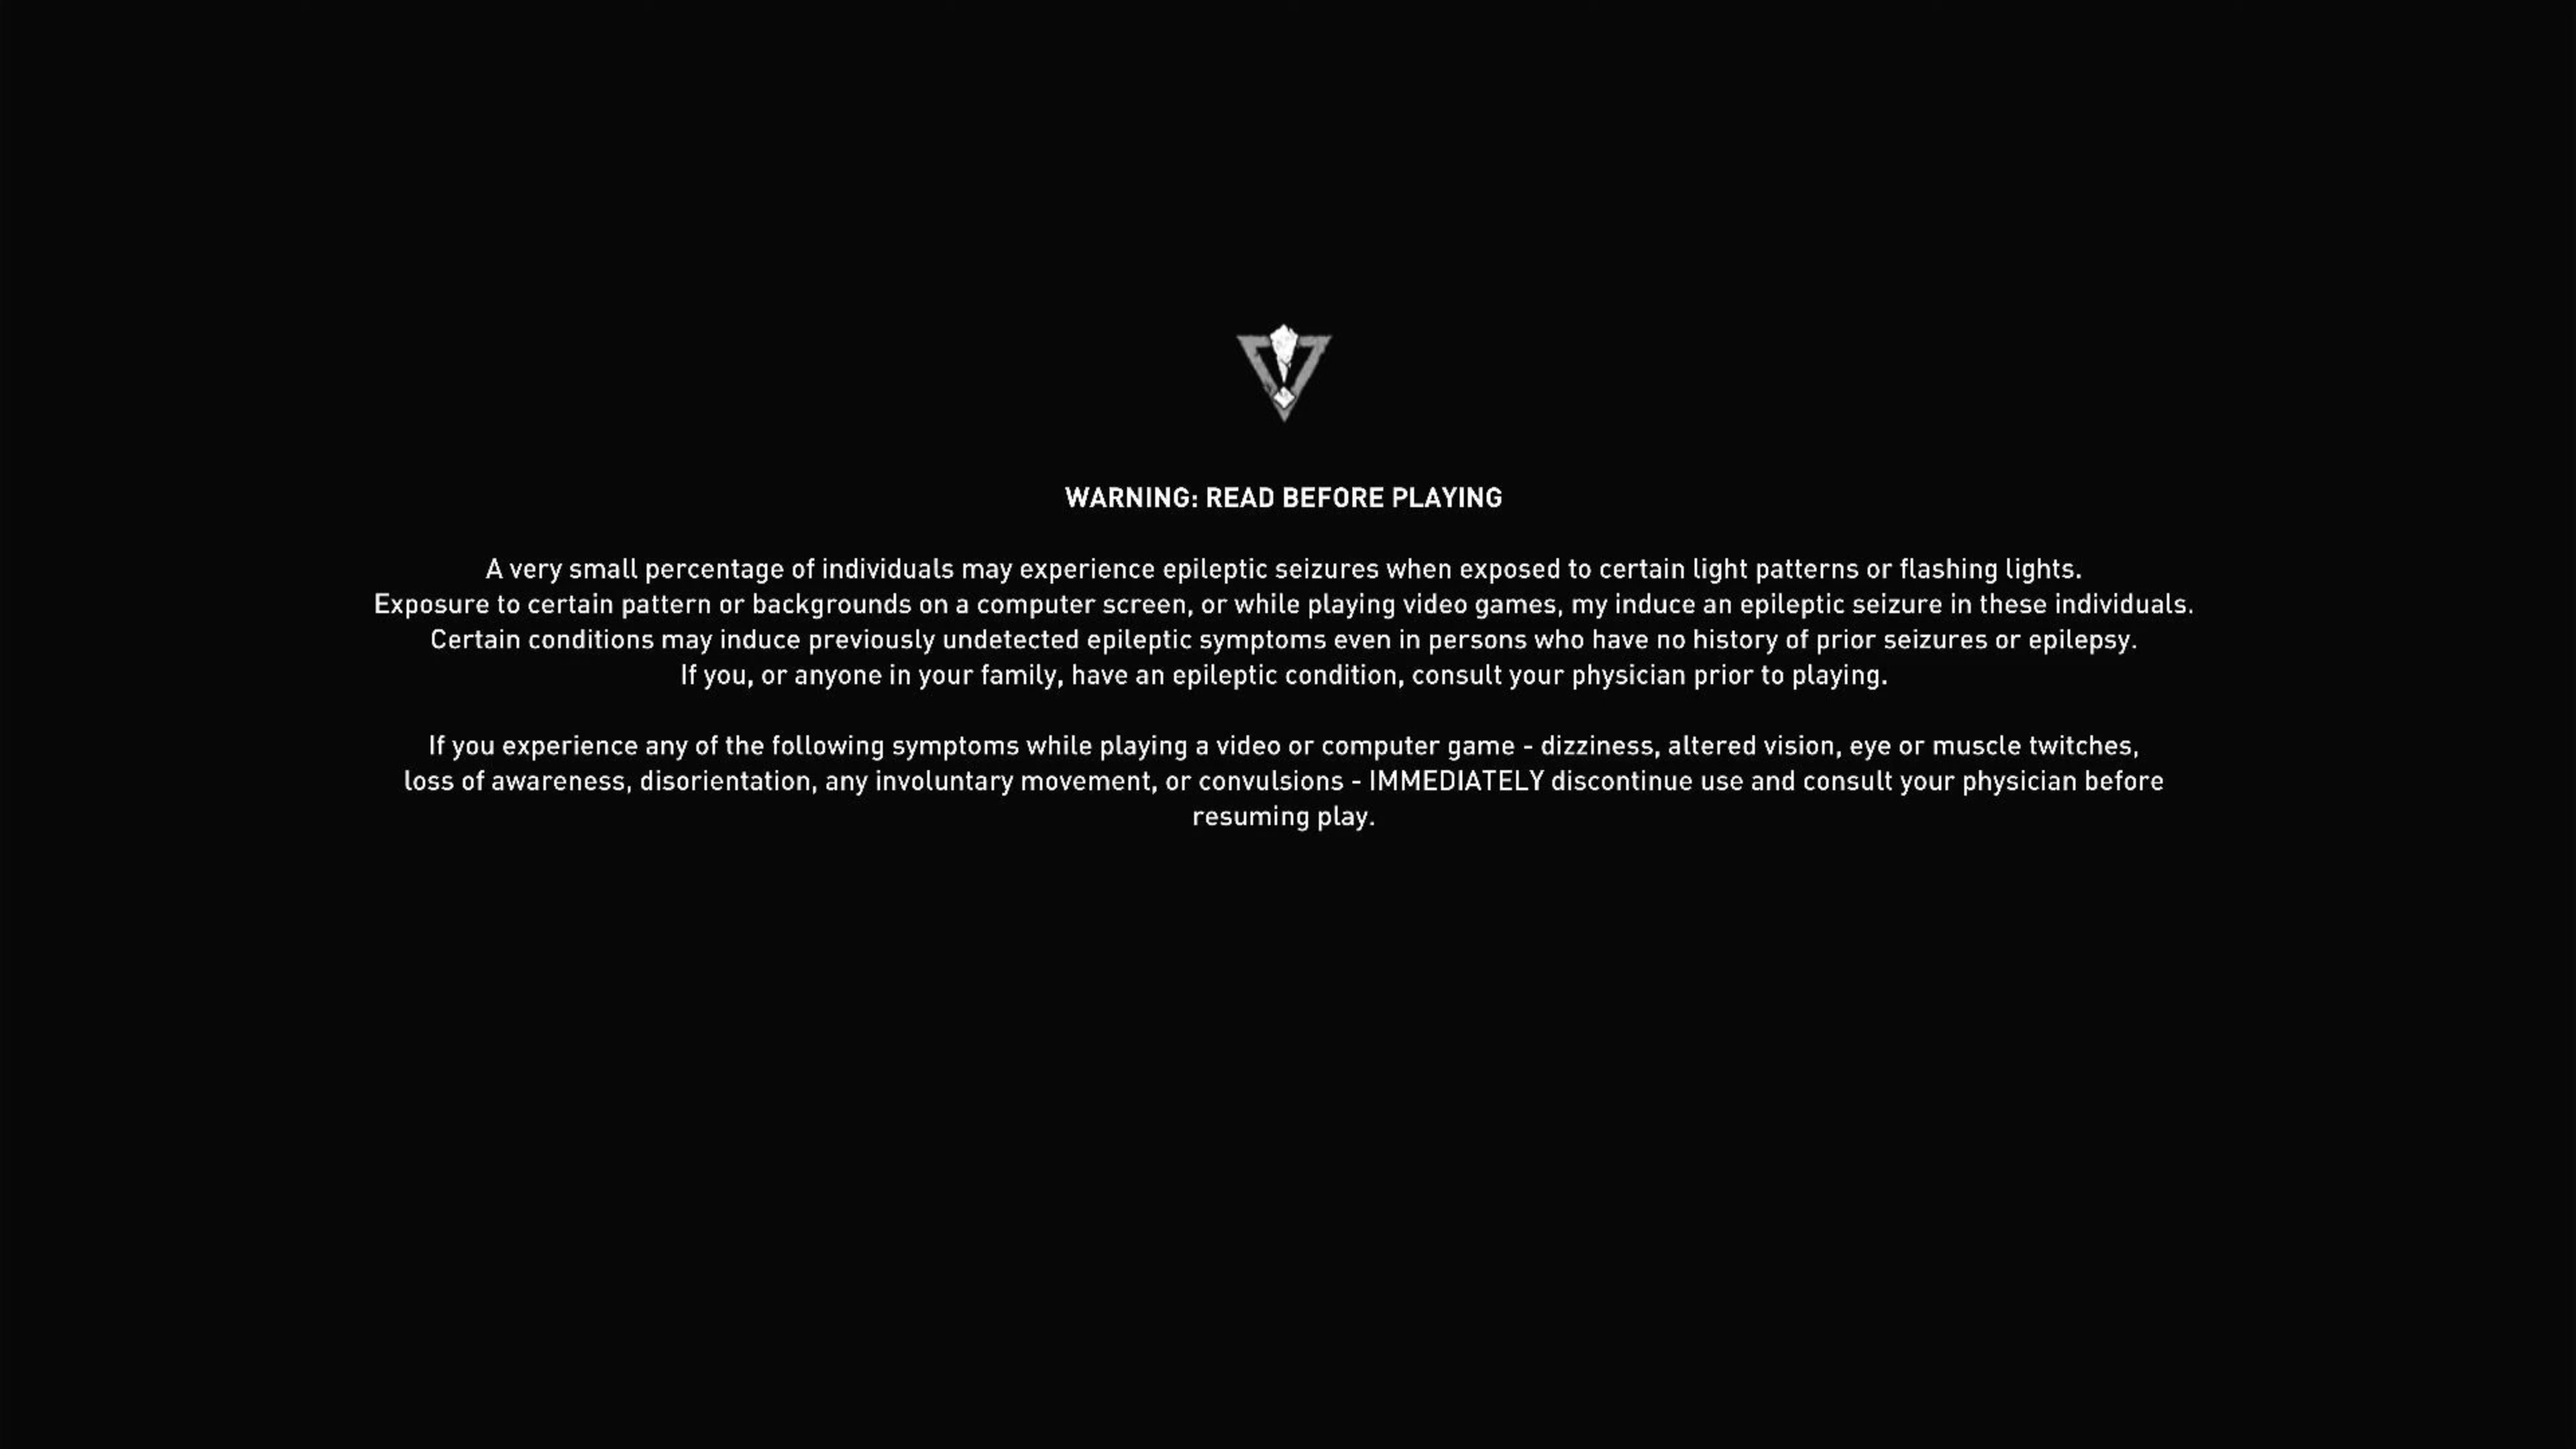 WARNING: READ BEFORE PLAYING
A very small percentage of individuals may experience epileptic seizures when exposed to certain light patterns or flashing lights.
Exposure to certain pattern or backgrounds on a computer screen, or while playing video games, my induce an epileptic seizure in these individuals.
Certain conditions may induce previously undetected epileptic symptoms even in persons who have no history of prior seizures or epilepsy.
If you, or anyone in your family, have an epileptic condition, consult your physician prior to playing.
If you experience any of the following symptoms while playing a video or computer game - dizziness, altered vision, eye or muscle twitches,
loss of awareness, disorientation, any involuntary movement, or convulsions - IMMEDIATELY discontinue use and consult your physician before
resuming play.